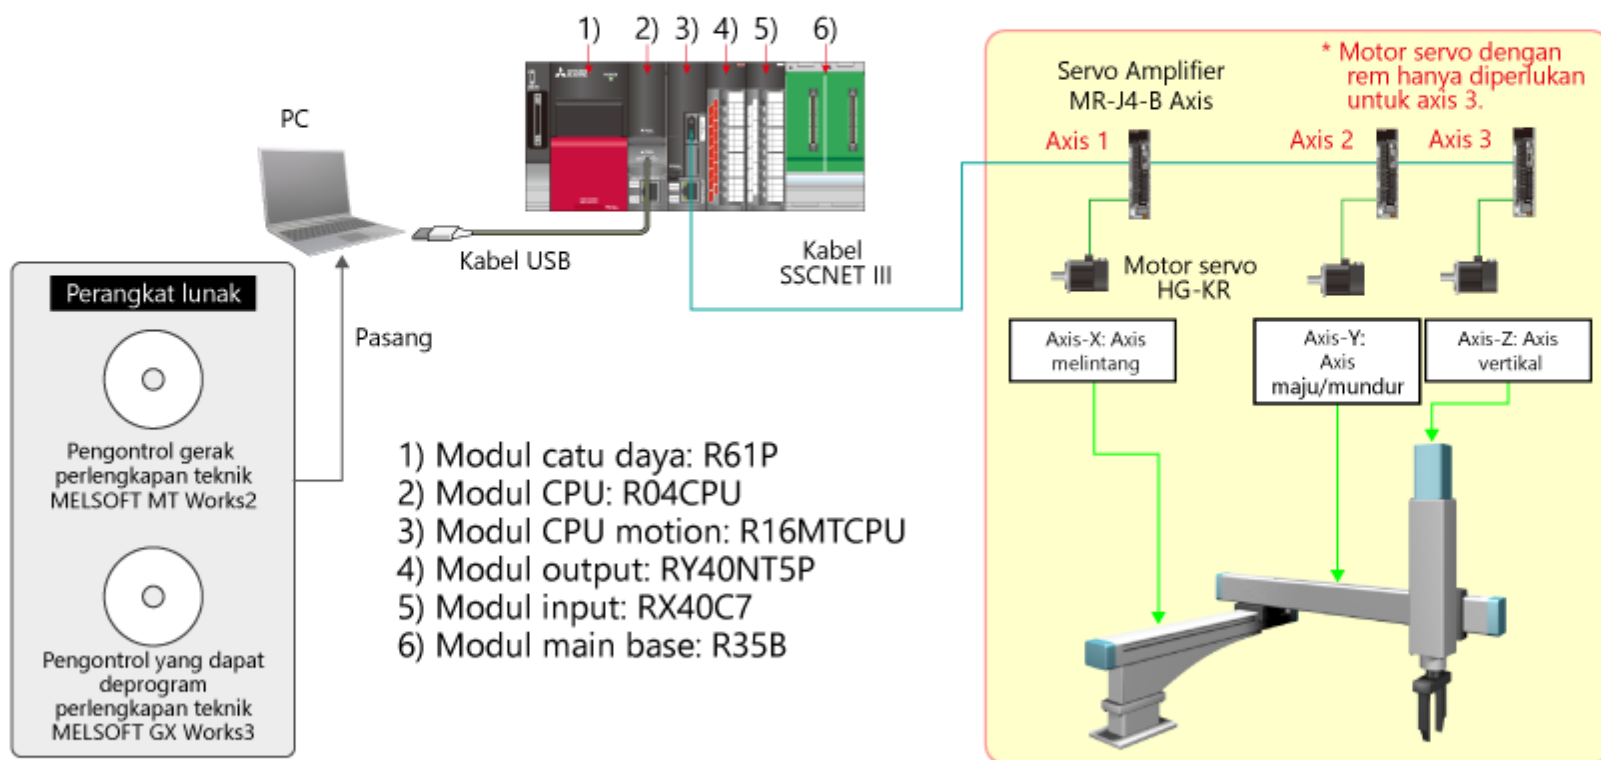 1) 2) 3) 4) 5) 6)
PC
Kabel USB
Kabel
SSCNET III
Perangkat lunak
Pasang
Pengontrol gerak
perlengkapan teknik
MELSOFT MT Works2
Pengontrol yang dapat
deprogram
perlengkapan teknik
MELSOFT GX Works3
1) Modul catu daya: R61P
2) Modul CPU: R04CPU
3) Modul CPU motion: R16MTCPU
4) Modul output: RY40NT5P
5) Modul input: RX40C7
6) Modul main base: R35B
Servo Amplifier
MR-J4-B Axis
* Motor servo dengan
rem hanya diperlukan
untuk axis 3.
Axis 1
Axis 2
Axis 3
Motor servo
HG-KR
Axis-X: Axis
melintang
Axis-Y:
Axis
maju/mundur
Axis-Z: Axis
vertikal